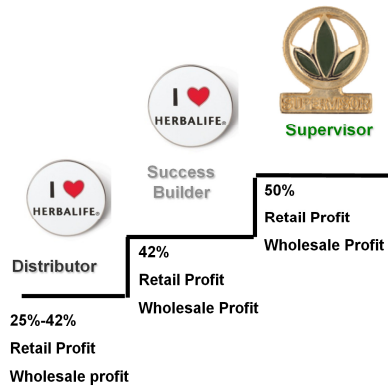 I ❤ HERBALIFE®
Distributor
25%-42%
Retail Profit
Wholesale profit
I ❤ HERBALIFE®
Success
Builder
42%
Retail Profit
Wholesale Profit
SUPERVISOR
Supervisor
50%
Retail Profit
Wholesale Profit